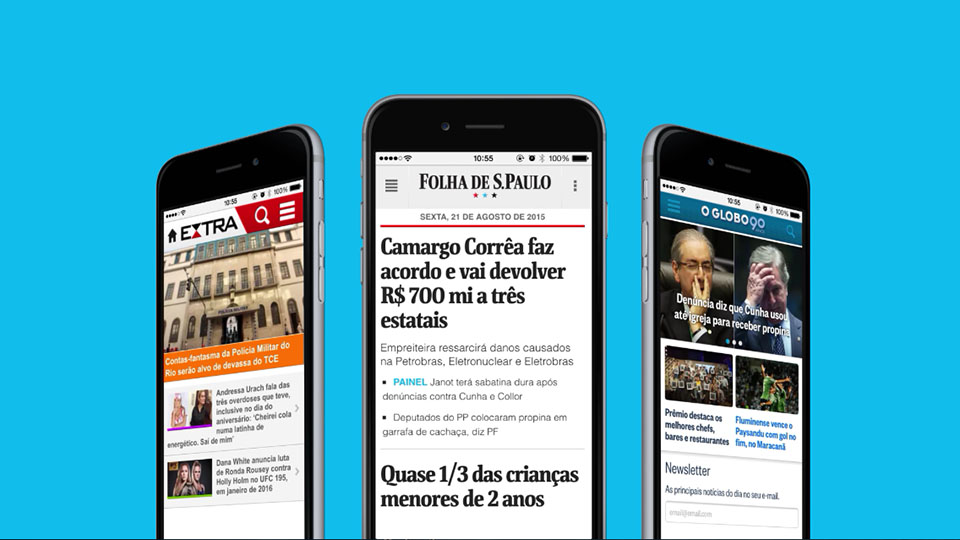 10:55
100%
EXTRA
POLÍCIA MILITAR
Contas-fantasma da Polícia Militar do
Rio serão alvo de devassa do TCE
Andressa Urach fala das
três overdoses que teve,
inclusive no dia do
aniversário: 'Cheirei cola
numa latinha de
energético. Saí de mim'
Dana White anuncia luta
de Ronda Rousey contra
Holly Holm no UFC 195,
em janeiro de 2016
10:55
100%
FOLHA DE S.PAULO
SEXTA, 21 DE AGOSTO DE 2015
Camargo Corrêa faz
acordo e vai devolver
R$ 700 mi a três
estatais
Empreiteira ressarcirá danos causados
na Petrobras, Eletronuclear e Eletrobras
PAINEL Janot terá sabatina dura após
denúncias contra Cunha e Collor
Deputados do PP colocaram propina em
garrafa de cachaça, diz PF
Quase 1/3 das crianças
menores de 2 anos
10:55
100%
O GLOBO 90
Denúncia diz que Cunha usou
até igreja para receber propina
Prêmio destaca os
melhores chefs,
bares e restaurantes
Fluminense vence o
Paysandu com gol no
fim, no Maracanã
Newsletter
As principais notícias do dia no seu e-mail.
email@email.com